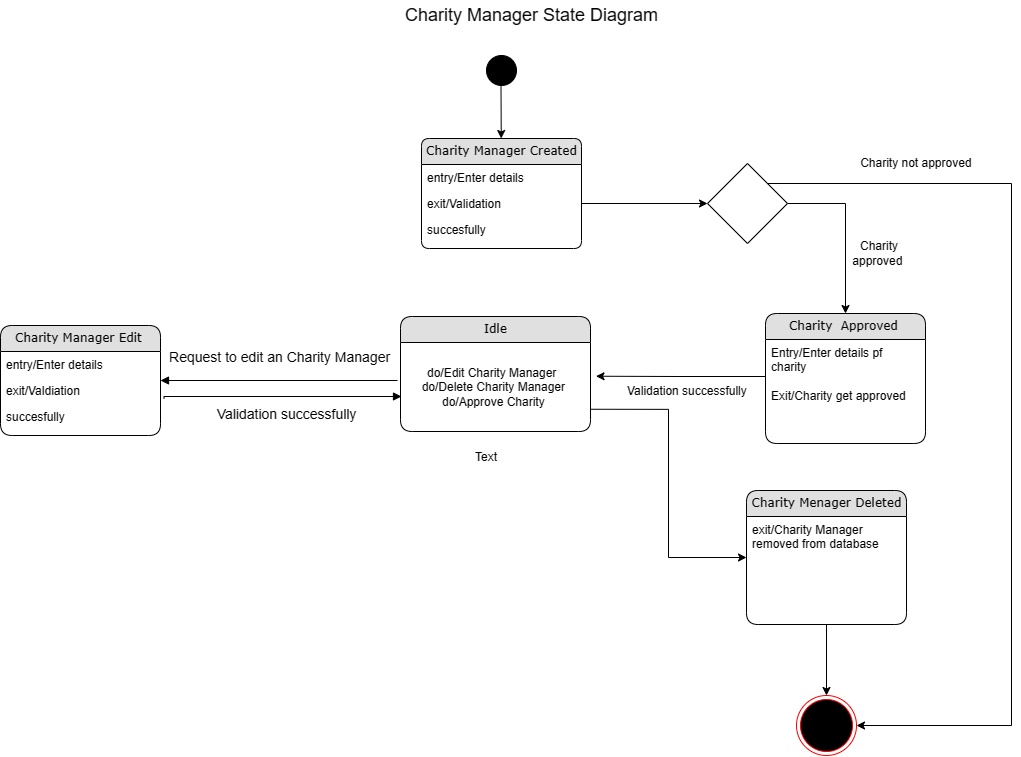 Charity Manager State Diagram
Charity Manager Created
entry/Enter details
exit/Validation
succesfully
Charity not approved
Charity
approved
Charity Manager Edit
entry/Enter details
exit/Valdiation
succesfully
Request to edit an Charity Manager
Validation successfully
Idle
do/Edit Charity Manager
do/Delete Charity Manager
do/Approve Charity
Text
Validation successfully
Charity Approved
Entry/Enter details pf
charity
Exit/Charity get approved
Charity Menager Deleted
exit/Charity Manager
removed from database